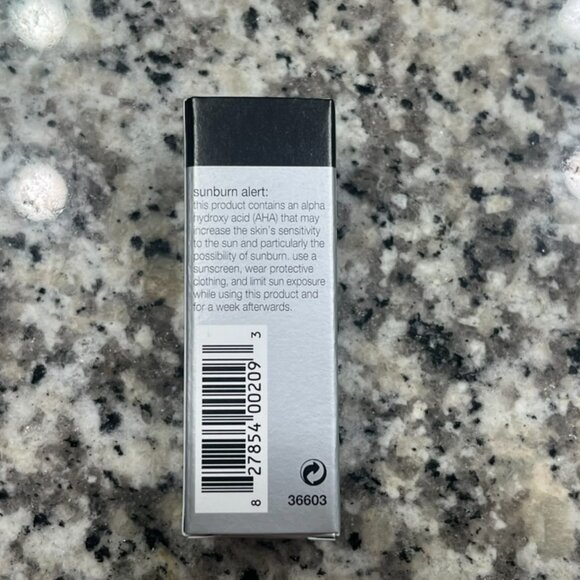 sunburn alert:
this product contains an alpha
hydroxy acid (AHA) that may
increase the skin's sensitivity
to the sun and particularly the
possibility of sunburn. use a
sunscreen, wear protective
clothing, and limit sun exposure
while using this product and
for a week afterwards.
8 27854 00209 3
36603